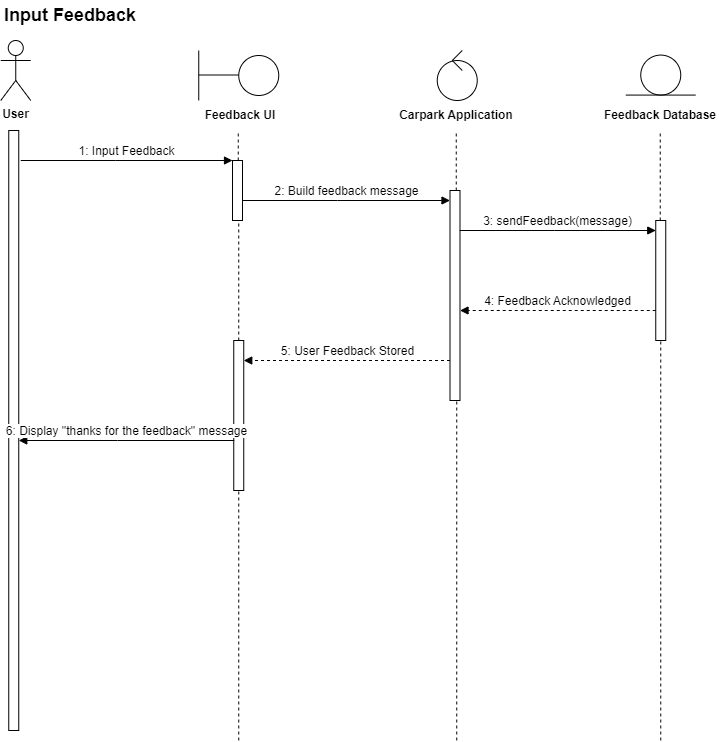 Input Feedback
User
Feedback UI
Carpark Application
Feedback Database
1: Input Feedback
2: Build feedback message
3: sendFeedback(message)
4: Feedback Acknowledged
5: User Feedback Stored
6: Display "thanks for the feedback" message